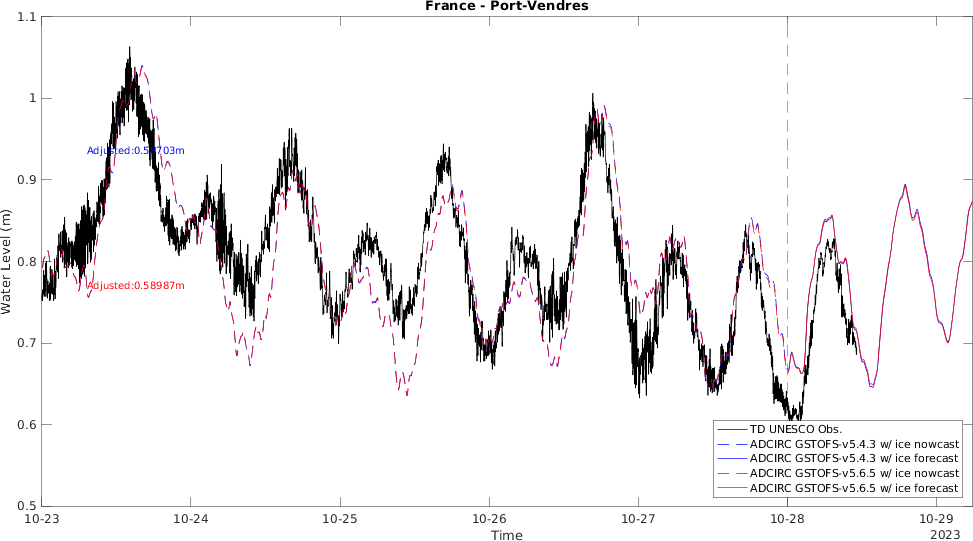 France - Port-Vendres
1.1
1
0.9
0.8
0.7
0.6
0.5
Water Level (m)
Adjusted:0.54703m
Adjusted:0.58987m
TD UNESCO Obs.
ADCIRC GSTOFS-v5.4.3 w/ ice nowcast
ADCIRC GSTOFS-v5.4.3 w/ ice forecast
ADCIRC GSTOFS-v5.6.5 w/ ice nowcast
ADCIRC GSTOFS-v5.6.5 w/ ice forecast
10-23
10-24
10-25
10-26
10-27
10-28
10-29
Time
2023